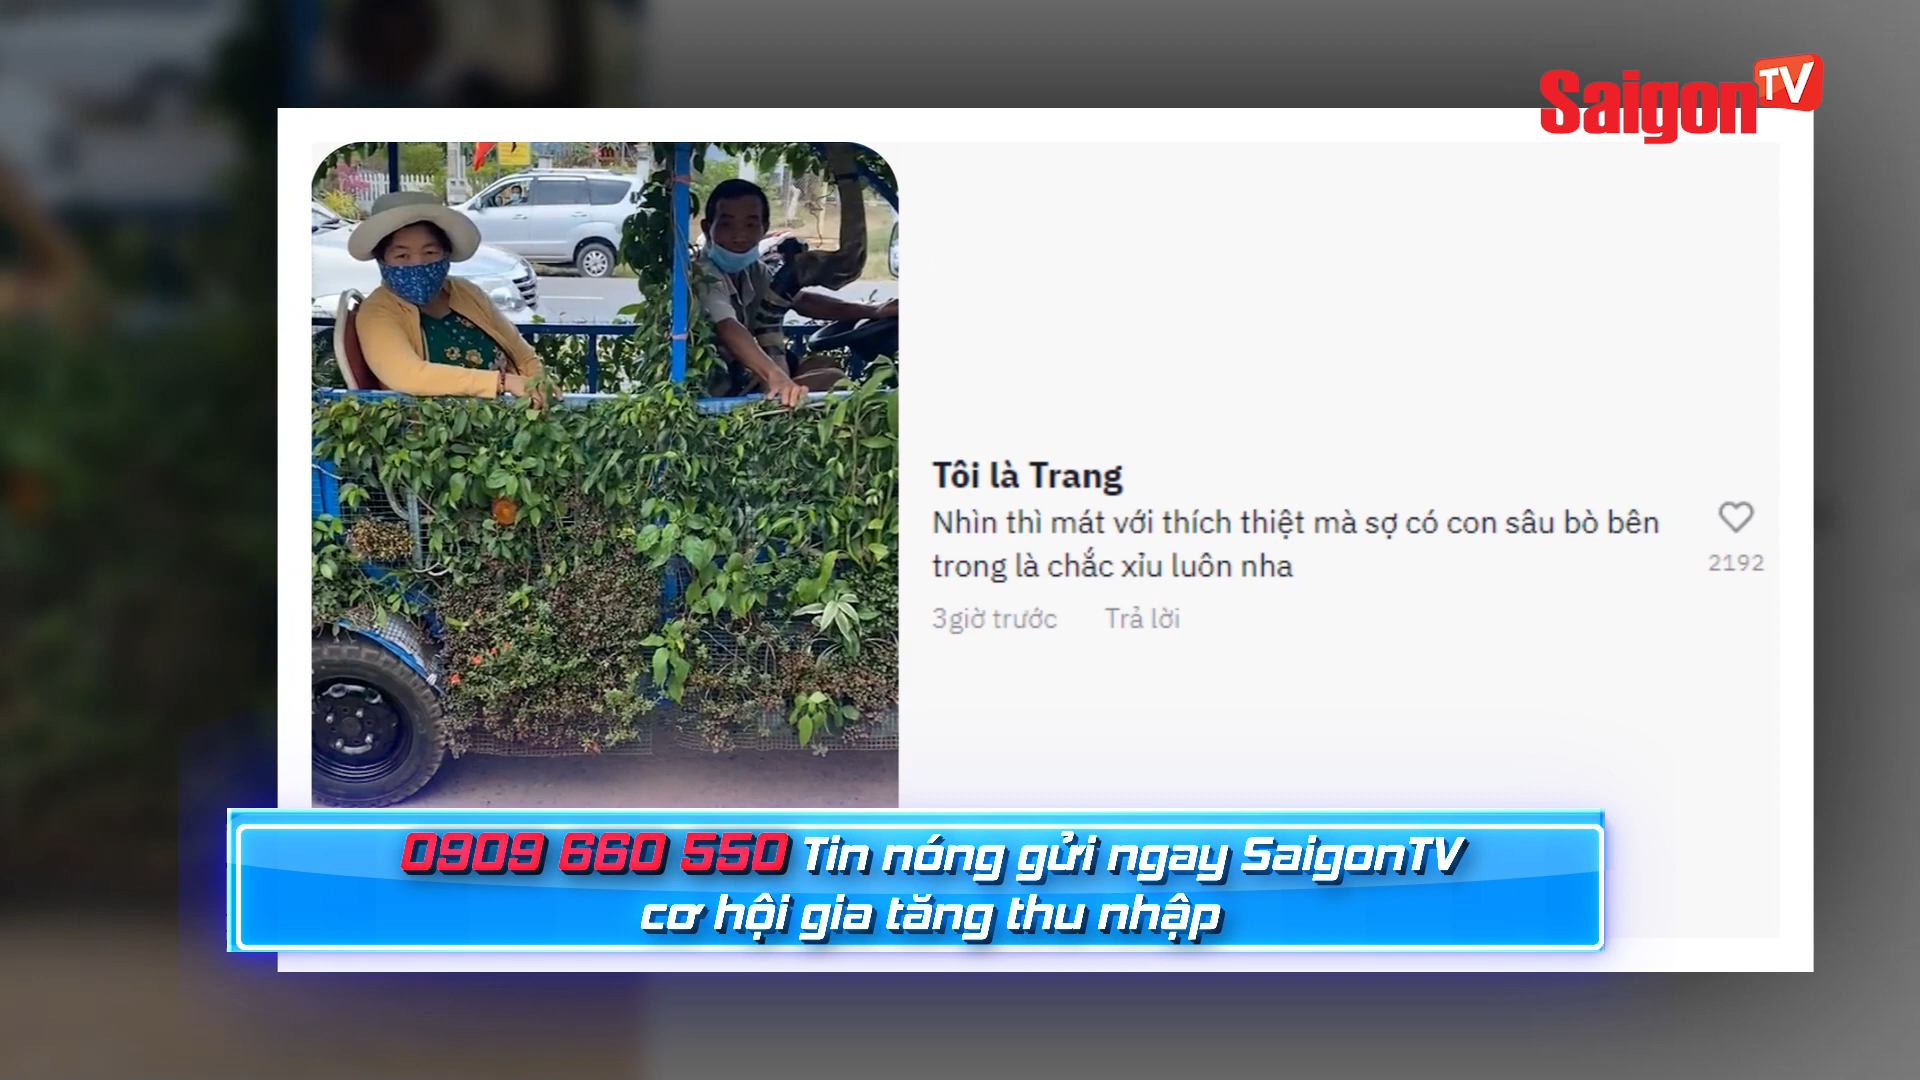 Saigon TV
Tôi là Trang
Nhìn thì mát với thích thiệt mà sợ có con sâu bò bên
trong là chắc xỉu luôn nha
2192
3giờ trước Trả lời
0909 660 550 Tin nóng gửi ngay SaigonTV
cơ hội gia tăng thu nhập